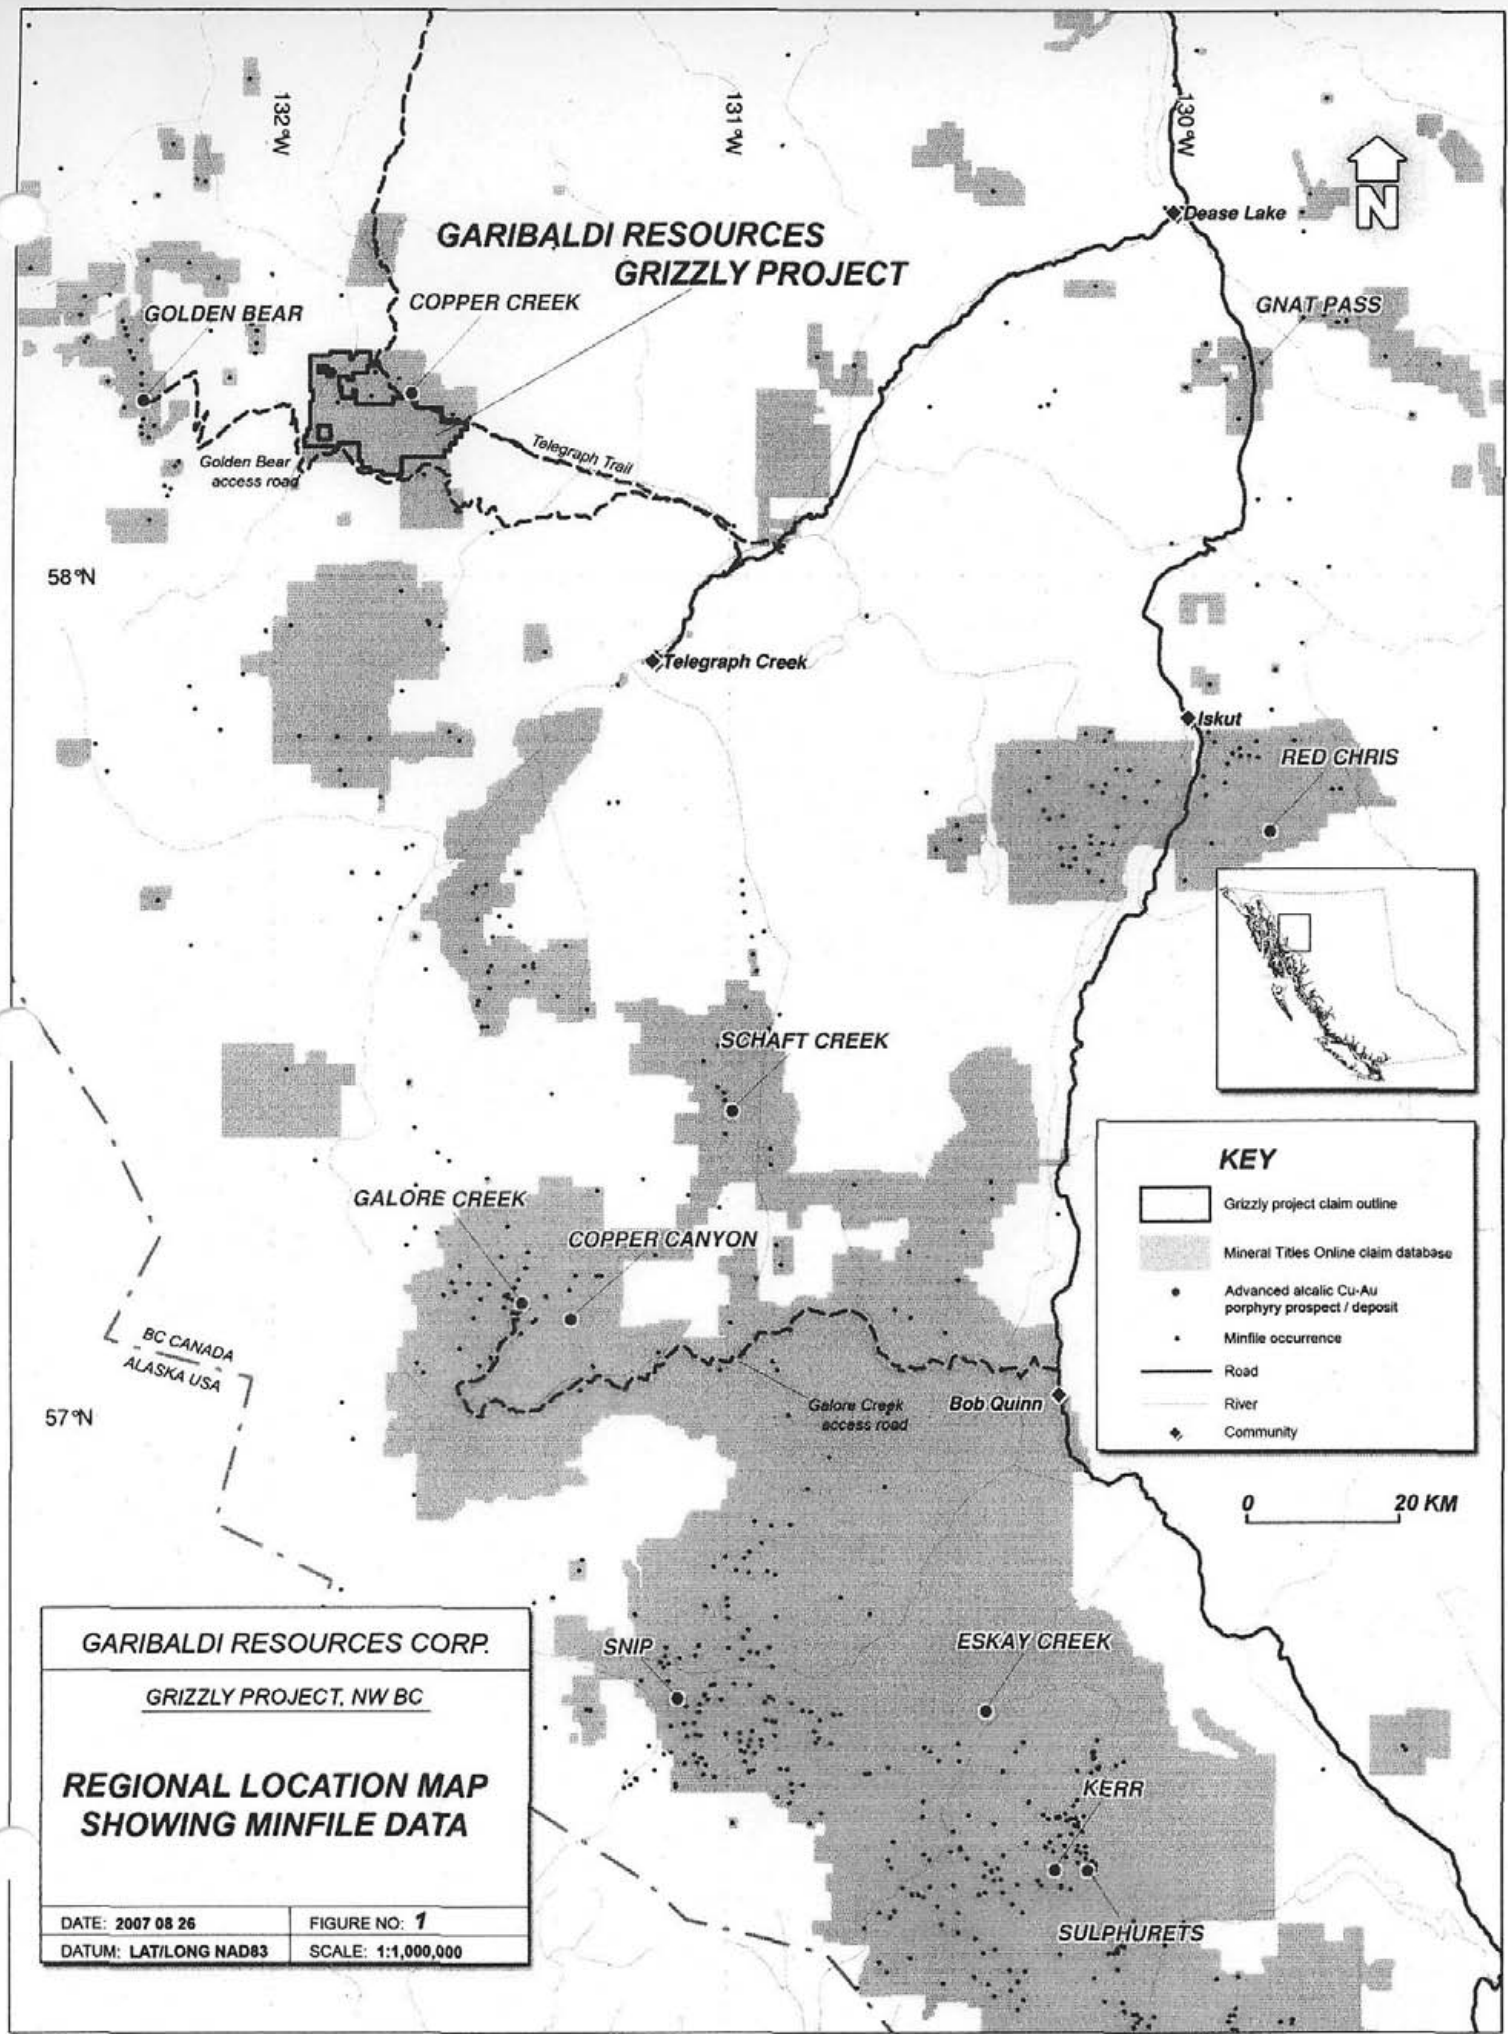 132°W
131°W
130°W
N
Dease Lake
GARIBALDI RESOURCES
GRIZZLY PROJECT
GOLDEN BEAR
COPPER CREEK
GNAT PASS
Telegraph Trail
Golden Bear
access road
58°N
Telegraph Creek
Iskut
RED CHRIS
SCHAFT CREEK
GALORE CREEK
COPPER CANYON
BC CANADA
ALASKA USA
57°N
Galore Creek
access road
Bob Quinn
KEY
Grizzly project claim outline
Mineral Titles Online claim database
Advanced alcalic Cu-Au
porphyry prospect / deposit
Minfile occurrence
Road
River
Community
0 20 KM
SNIP
ESKAY CREEK
KERR
SULPHURETS
GARIBALDI RESOURCES CORP.
GRIZZLY PROJECT, NW BC
REGIONAL LOCATION MAP
SHOWING MINFILE DATA
DATE: 2007 08 26
FIGURE NO: 1
DATUM: LAT/LONG NAD83
SCALE: 1:1,000,000